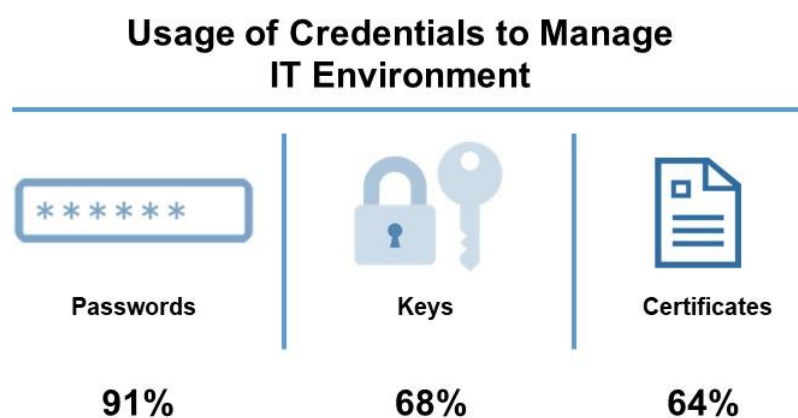 Usage of Credentials to Manage
IT Environment
******
Passwords
Keys
Certificates
91%
68%
64%